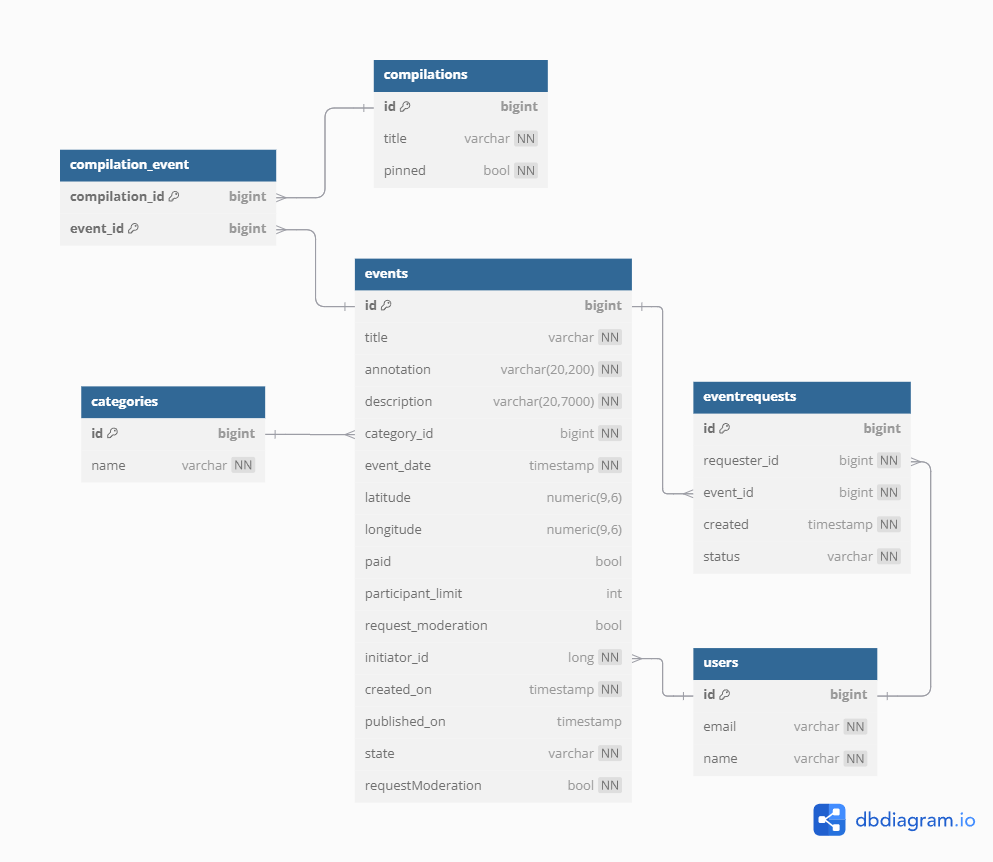 compilations
id bigint
title varchar NN
pinned bool NN
compilation_event
compilation_id bigint
event_id bigint
events
id bigint
title varchar NN
annotation varchar(20,200) NN
description varchar(20,7000) NN
category_id bigint NN
event_date timestamp NN
latitude numeric(9,6)
longitude numeric(9,6)
paid bool
participant_limit int
request_moderation bool
initiator_id long NN
created_on timestamp NN
published_on timestamp
state varchar NN
requestModeration bool NN
categories
id bigint
name varchar NN
eventrequests
id bigint
requester_id bigint NN
event_id bigint NN
created timestamp NN
status varchar NN
users
id bigint
email varchar NN
name varchar NN
dbdiagram.io